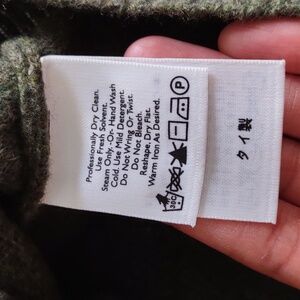 Professionally Dry Clean.
Use Fresh Solvent.
Steam Only. -Or- Hand Wash
Cold. Use Mild Detergent.
Do Not Wring Or Twist.
Do Not Bleach.
Reshape, Dry Flat.
Warm Iron As Desired.
P
30C
タイ製